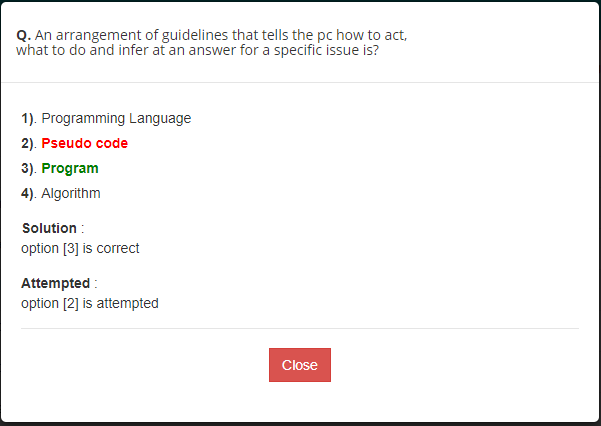 Q. An arrangement of guidelines that tells the pc how to act,
what to do and infer at an answer for a specific issue is?
1). Programming Language
2). Pseudo code
3). Program
4). Algorithm
Solution :
option [3] is correct
Attempted :
option [2] is attempted
Close